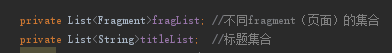 private List<Fragment>fragList; //不同fragment（页面）的集合
private List<String>titleList; //标题集合